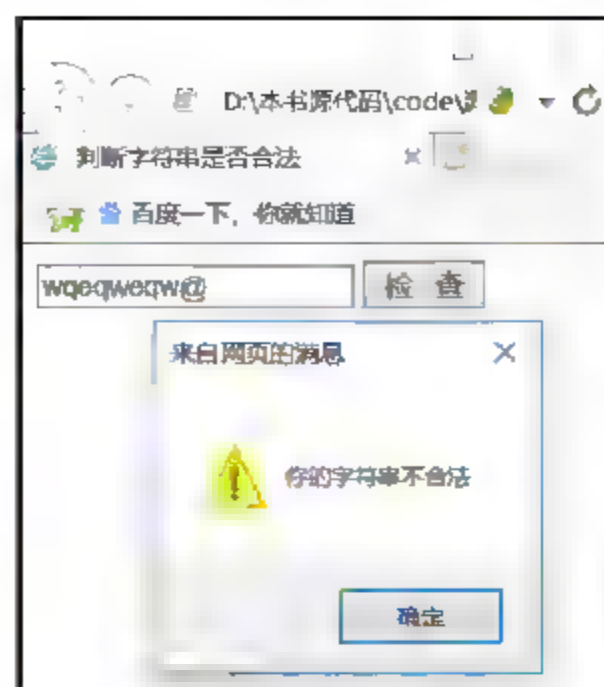 D:\本书源代码\code\
判断字符串是否合法
百度一下，你就知道
wqeqweqw@
检 查
来自网页的消息
你的字符串不合法
确定